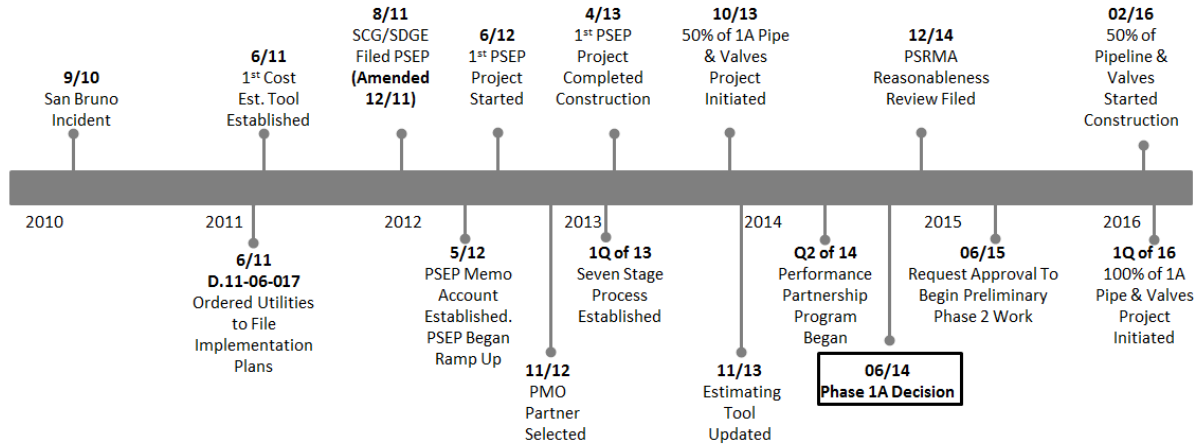 9/10
San Bruno
Incident
6/11
1st Cost
Est. Tool
Established
8/11
SCG/SDGE
Filed PSEP
(Amended
12/11)
6/12
1st PSEP
Project
Started
4/13
1st PSEP
Project
Completed
Construction
10/13
50% of 1A Pipe
& Valves
Project
Initiated
12/14
PSRMA
Reasonableness
Review Filed
02/16
50% of
Pipeline &
Valves
Started
Construction
2010
2011
2012
2013
2014
2015
2016
6/11
D.11-06-017
Ordered Utilities
to File
Implementation
Plans
5/12
PSEP Memo
Account
Established.
PSEP Began
Ramp Up
11/12
PMO
Partner
Selected
1Q of 13
Seven Stage
Process
Established
11/13
Estimating
Tool
Updated
Q2 of 14
Performance
Partnership
Program
Began
06/14
Phase 1A Decision
06/15
Request Approval To
Begin Preliminary
Phase 2 Work
1Q of 16
100% of 1A
Pipe & Valves
Project
Initiated